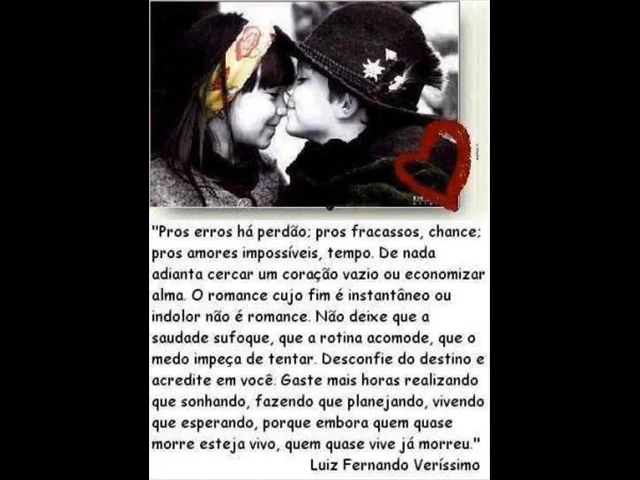 "Pros erros há perdão; pros fracassos, chance;
pros amores impossíveis, tempo. De nada
adianta cercar um coração vazio ou economizar
alma. O romance cujo fim é instantâneo ou
indolor não é romance. Não deixe que a
saudade sufoque, que a rotina acomode, que o
medo impeça de tentar. Desconfie do destino e
acredite em você. Gaste mais horas realizando
que sonhando, fazendo que planejando, vivendo
que esperando, porque embora quem quase
morre esteja vivo, quem quase vive já morreu."
Luiz Fernando Veríssimo